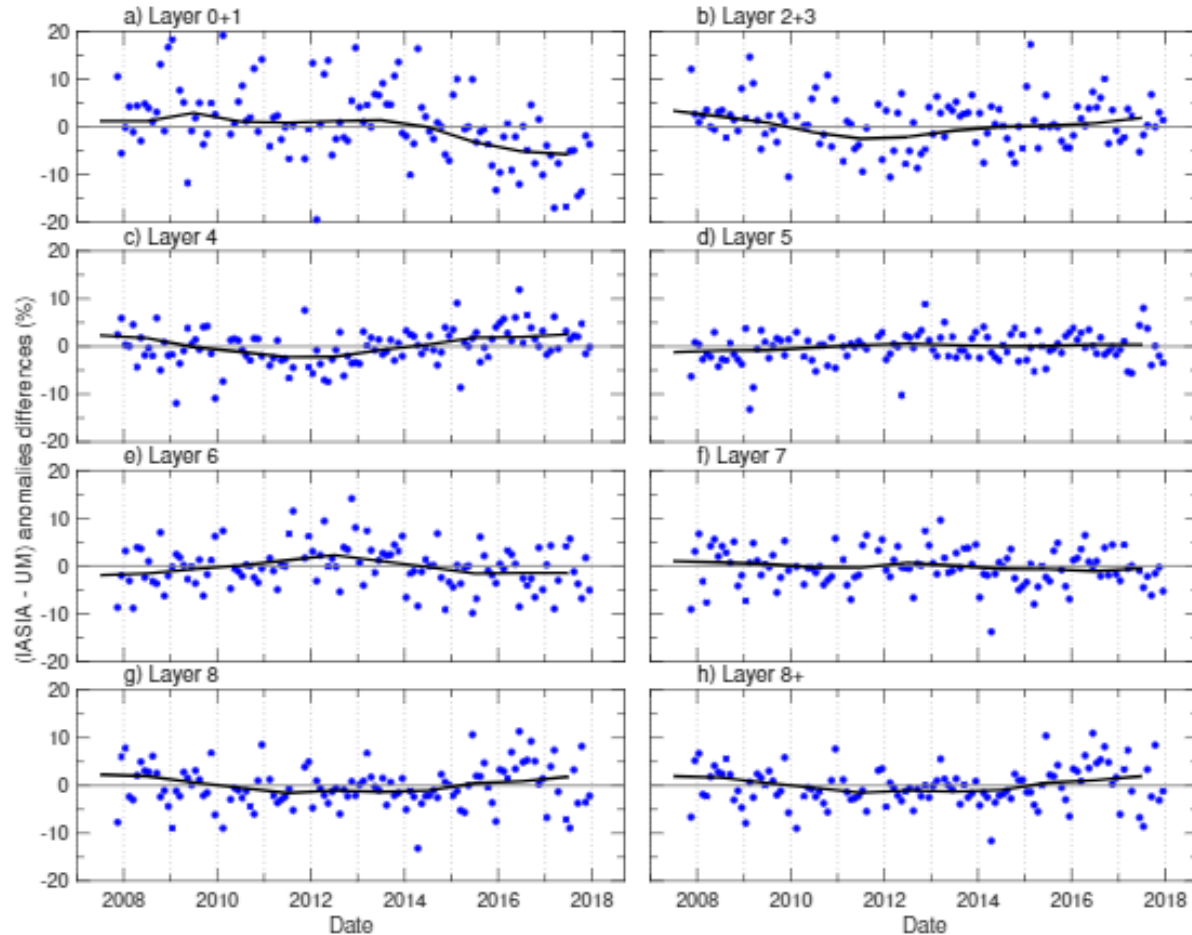 a) Layer 0+1
b) Layer 2+3
20
10
0
-10
-20
c) Layer 4
d) Layer 5
20
10
0
-10
-20
e) Layer 6
f) Layer 7
20
10
0
-10
-20
g) Layer 8
h) Layer 8+
20
10
0
-10
-20
(IASIA - UM) anomalies differences (%)
2008 2010 2012 2014 2016 2018
2008 2010 2012 2014 2016 2018
Date
Date